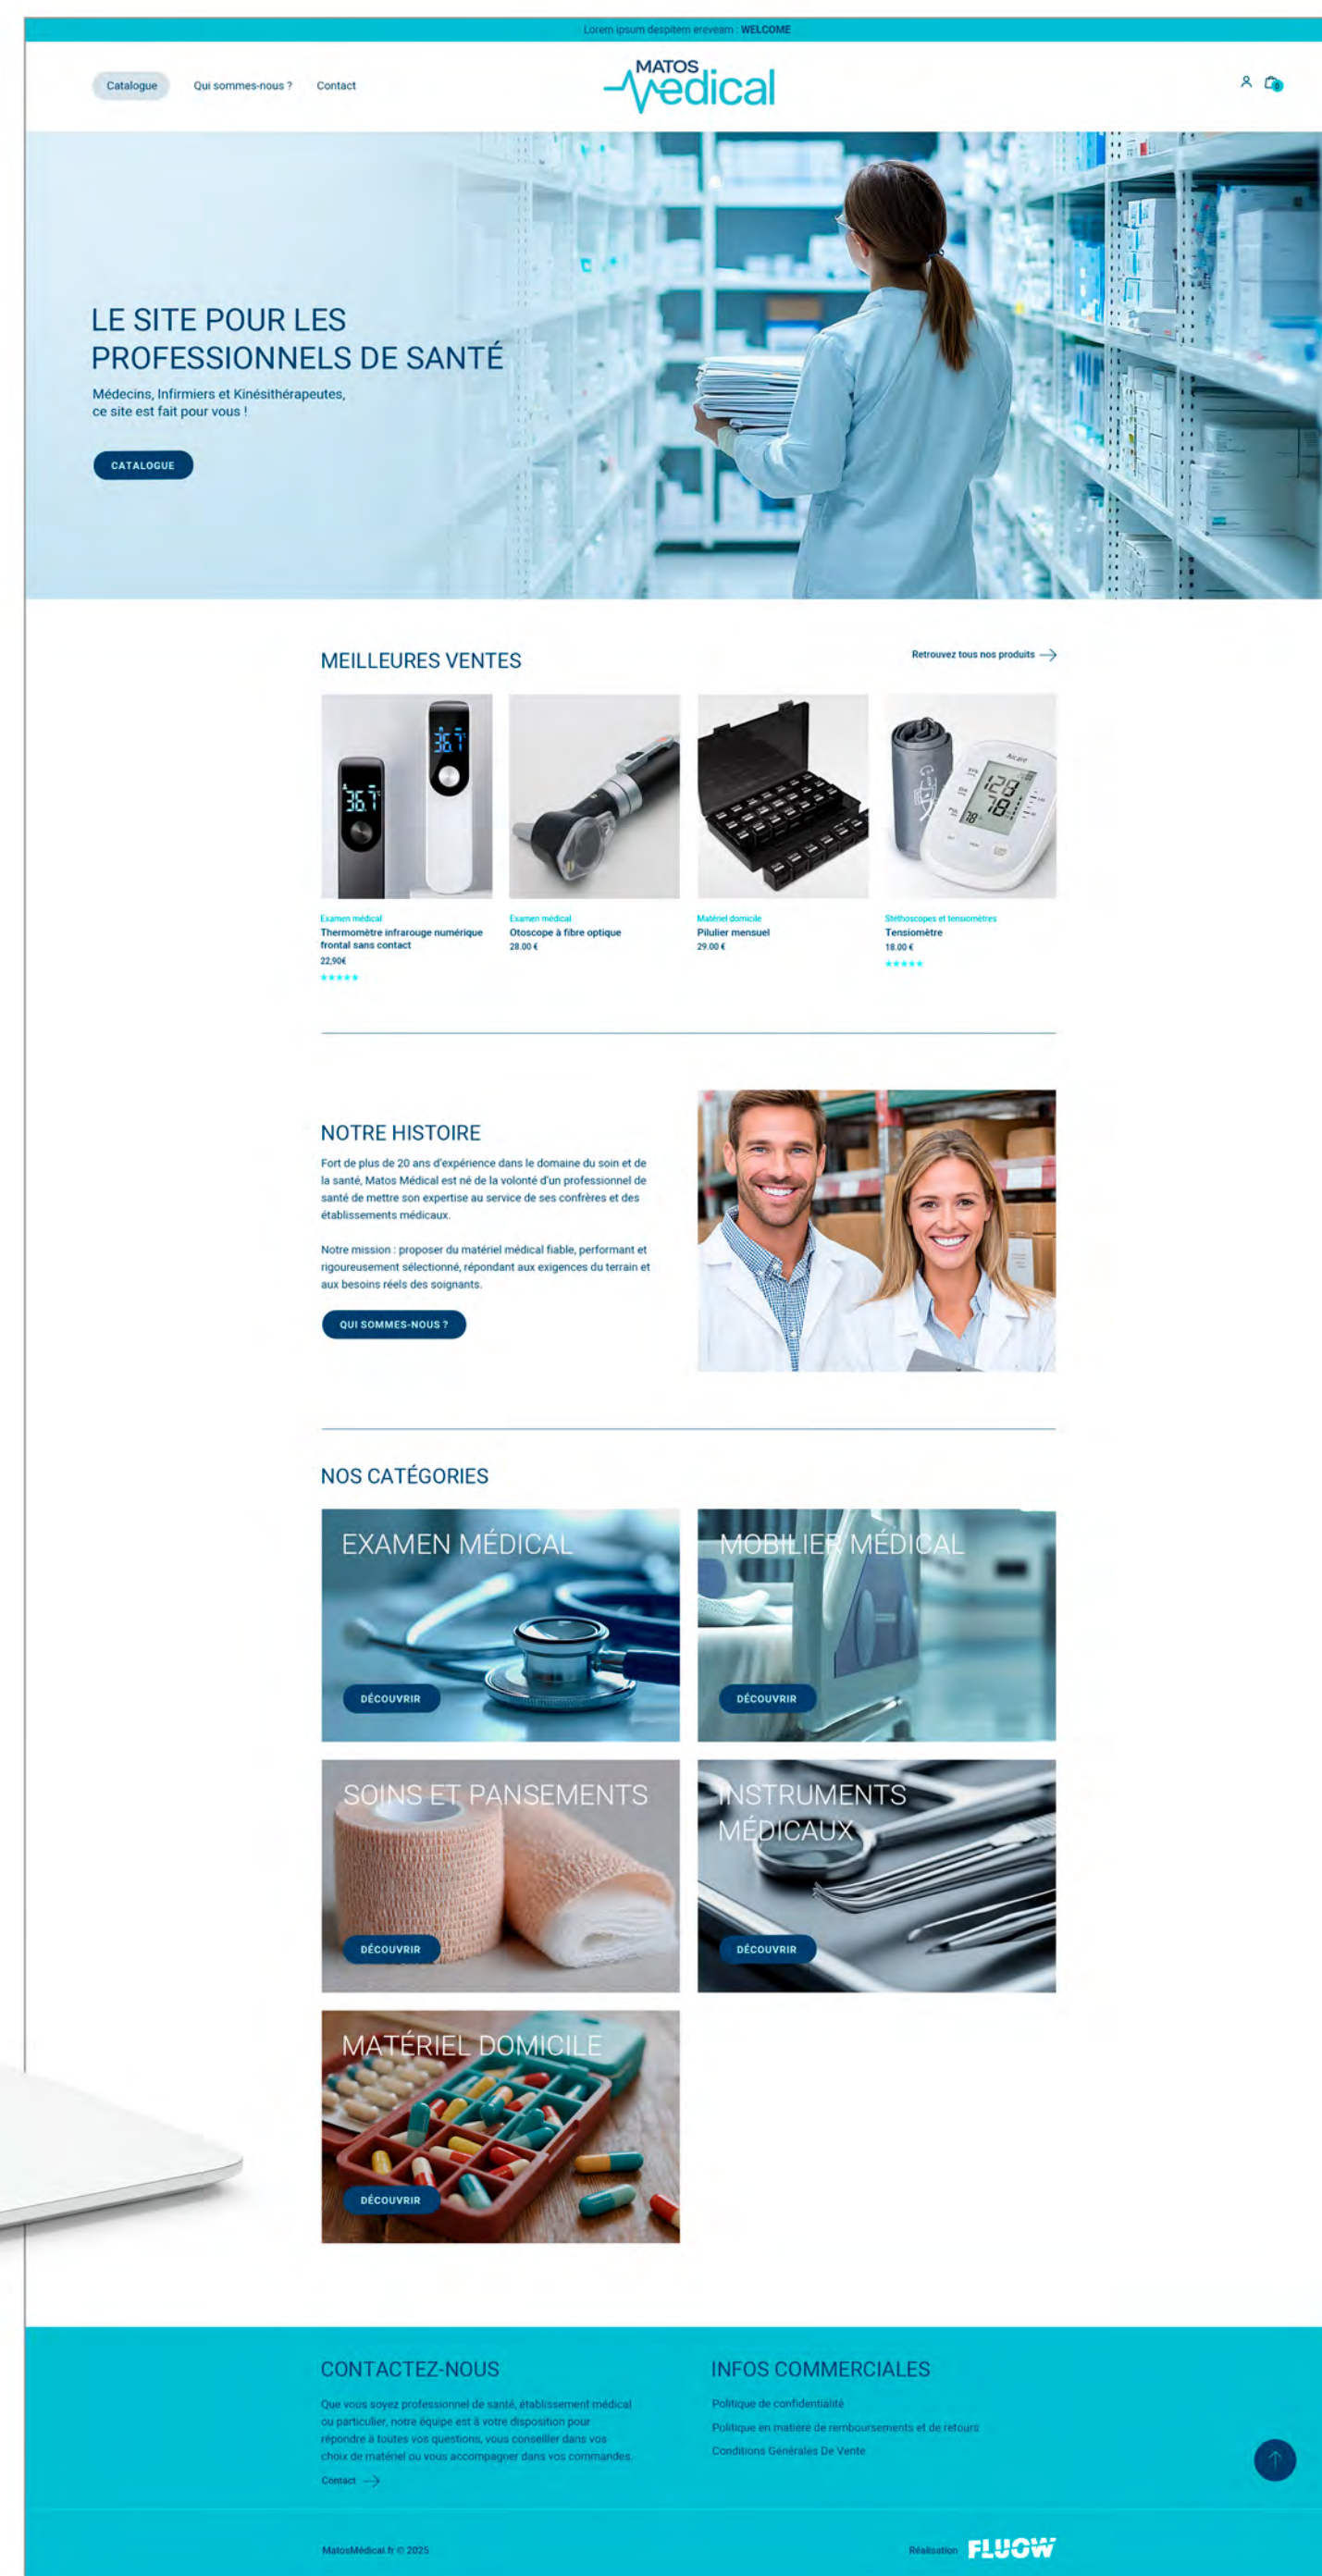 Lorem ipsum despitem ereveam : WELCOME
Catalogue
Qui sommes-nous ?
Contact
MATOS
Médical
0
LE SITE POUR LES
PROFESSIONNELS DE SANTÉ
Médecins, Infirmiers et Kinésithérapeutes,
ce site est fait pour vous !
CATALOGUE
MEILLEURES VENTES
Retrouvez tous nos produits
36.7
36.7
Aicare
128
78
78
Examen médical
Thermomètre infrarouge numérique
frontal sans contact
22,90€
★★★★★
Examen médical
Otoscope à fibre optique
28.00 €
Matériel domicile
Pilulier mensuel
29.00 €
Stéthoscopes et tensiomètres
Tensiomètre
18.00 €
★★★★★
NOTRE HISTOIRE
Fort de plus de 20 ans d'expérience dans le domaine du soin et de
la santé, Matos Médical est né de la volonté d'un professionnel de
santé de mettre son expertise au service de ses confrères et des
établissements médicaux.
Notre mission : proposer du matériel médical fiable, performant et
rigoureusement sélectionné, répondant aux exigences du terrain et
aux besoins réels des soignants.
QUI SOMMES-NOUS ?
NOS CATÉGORIES
EXAMEN MÉDICAL
DÉCOUVRIR
MOBILIER MÉDICAL
DÉCOUVRIR
SOINS ET PANSEMENTS
DÉCOUVRIR
INSTRUMENTS
MÉDICAUX
DÉCOUVRIR
MATÉRIEL DOMICILE
DÉCOUVRIR
CONTACTEZ-NOUS
Que vous soyez professionnel de santé, établissement médical
ou particulier, notre équipe est à votre disposition pour
répondre à toutes vos questions, vous conseiller dans vos
choix de matériel ou vous accompagner dans vos commandes.
Contact
INFOS COMMERCIALES
Politique de confidentialité
Politique en matière de remboursements et de retours
Conditions Générales De Vente
MatosMédical.fr © 2025
Réalisation FLUOW